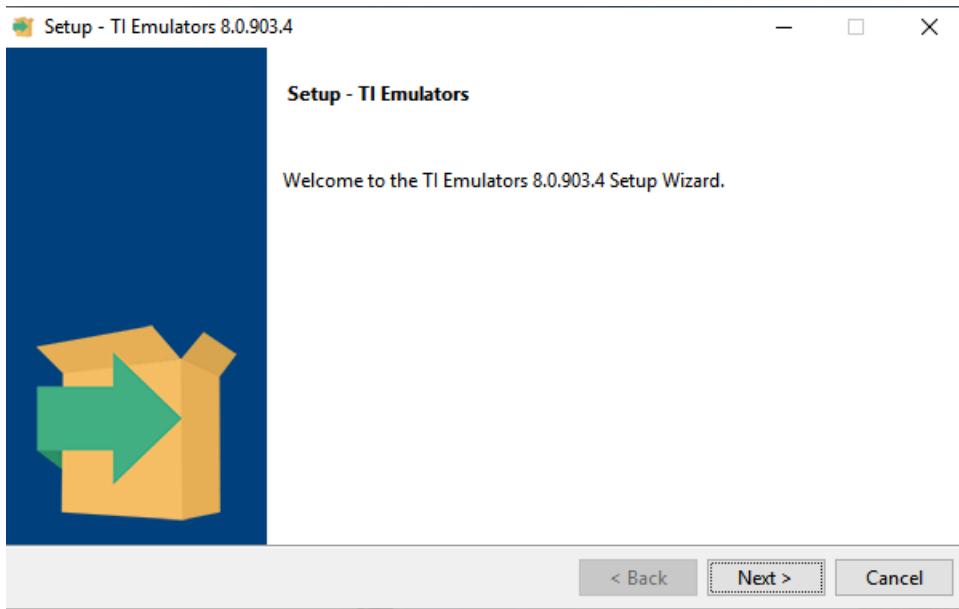 Setup - TI Emulators 8.0.903.4
Setup - TI Emulators
Welcome to the TI Emulators 8.0.903.4 Setup Wizard.
< Back Next > Cancel